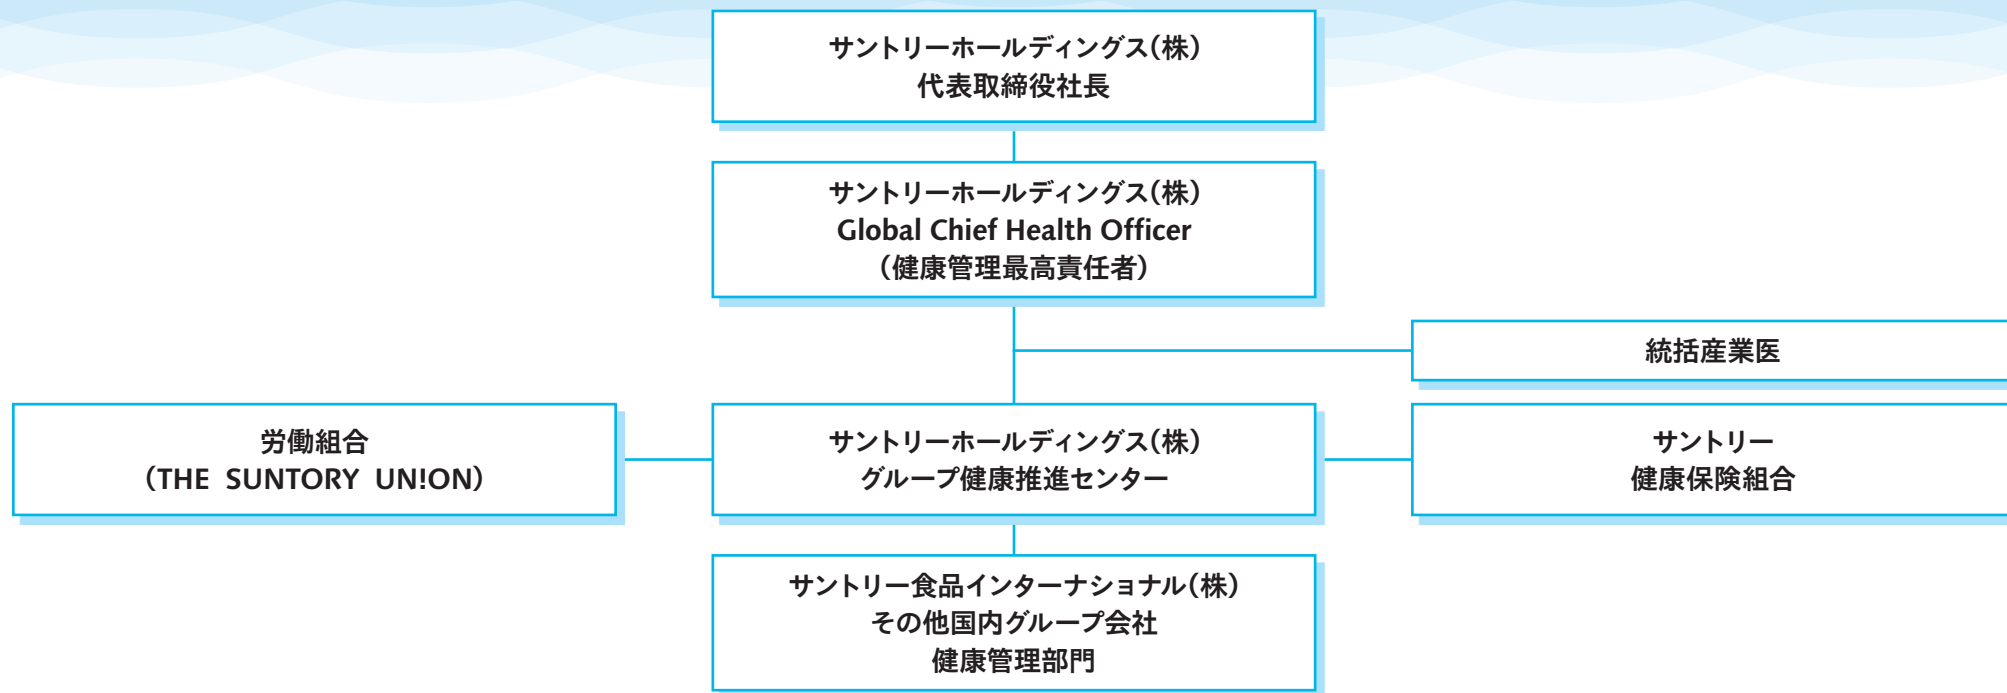 サントリーホールディングス(株)
代表取締役社長
サントリーホールディングス(株)
Global Chief Health Officer
(健康管理最高責任者)
統括産業医
労働組合
(THE SUNTORY UN!ON)
サントリーホールディングス(株)
グループ健康推進センター
サントリー
健康保険組合
サントリー食品インターナショナル(株)
その他国内グループ会社
健康管理部門